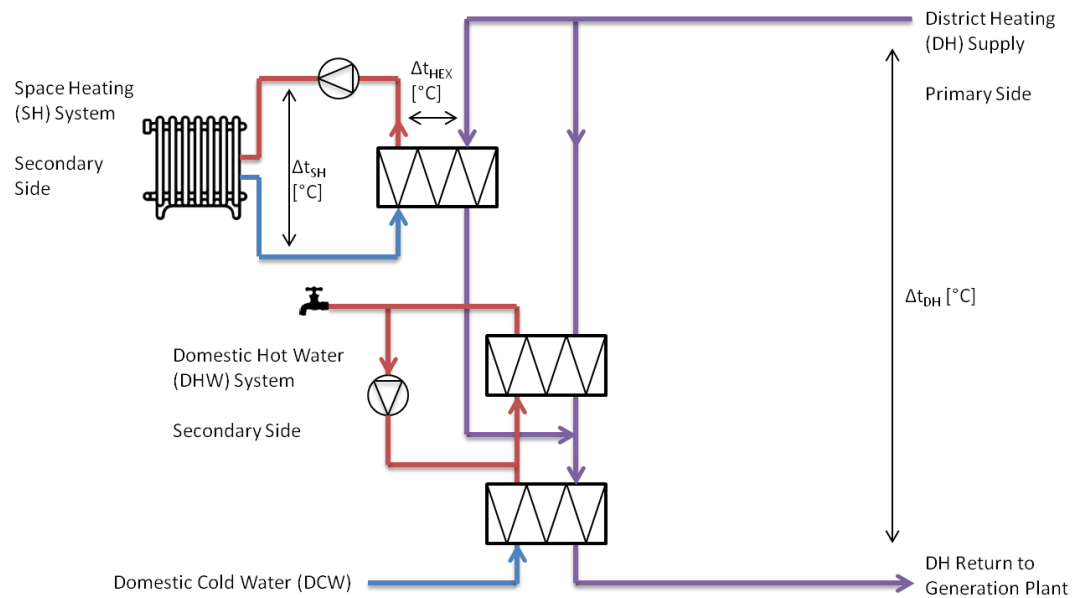 District Heating
(DH) Supply
Primary Side
Space Heating
(SH) System
Secondary
Side
Δt_HEX
[°C]
Δt_SH
[°C]
Δt_DH [°C]
Domestic Hot Water
(DHW) System
Secondary Side
Domestic Cold Water (DCW)
DH Return to
Generation Plant